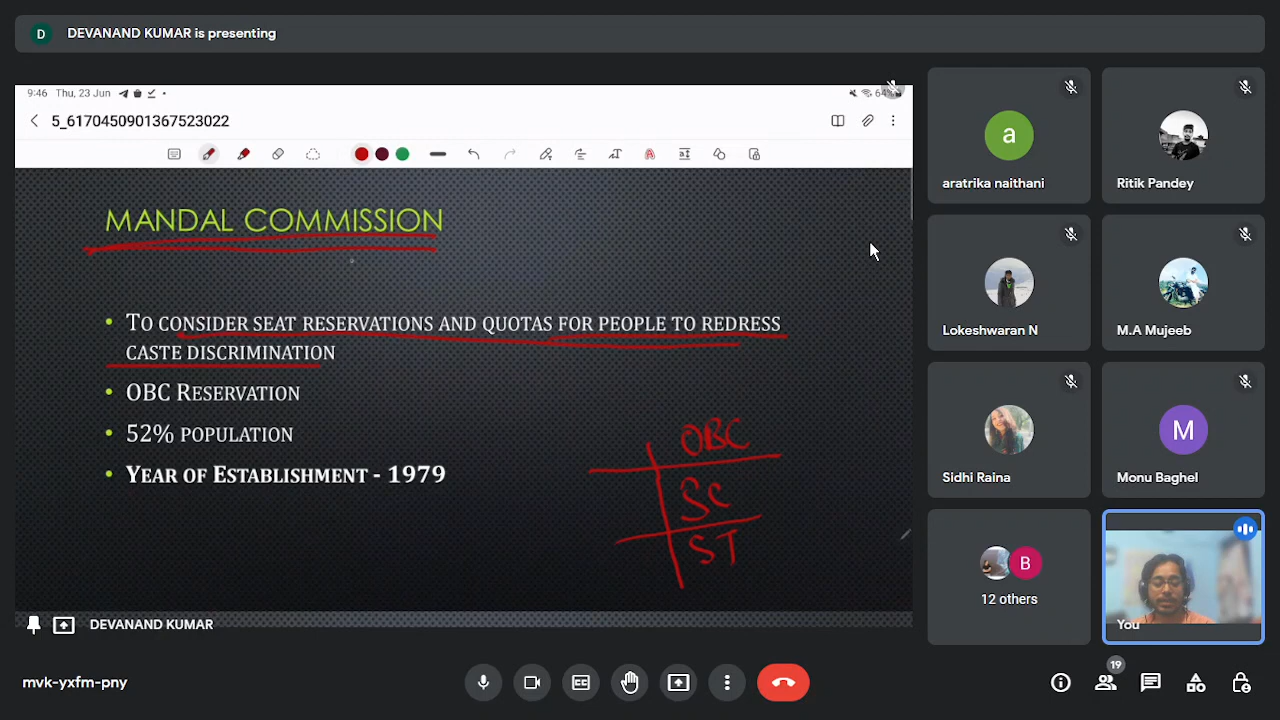 D DEVANAND KUMAR is presenting
9:46 Thu, 23 Jun
64%
5_6170450901367523022
MANDAL COMMISSION
• TO CONSIDER SEAT RESERVATIONS AND QUOTAS FOR PEOPLE TO REDRESS
CASTE DISCRIMINATION
• OBC RESERVATION
• 52% POPULATION
• YEAR OF ESTABLISHMENT - 1979
OBC
SC
ST
DEVANAND KUMAR
a
aratrika naithani
Ritik Pandey
Lokeshwaran N
M.A Mujeeb
Sidhi Raina
M
Monu Baghel
B
12 others
You
mvk-yxfm-pny
CC
19